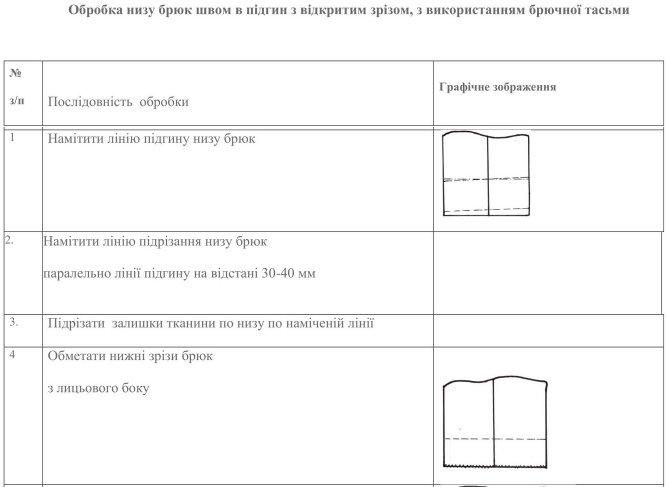 Обробка низу брюк швом в підгин з відкритим зрізом, з використанням брючної тасьми
№
з/п
Послідовність обробки
Графічне зображення
1
Намітити лінію підгину низу брюк
2.
Намітити лінію підрізання низу брюк
паралельно лінії підгину на відстані 30-40 мм
3.
Підрізати залишки тканини по низу по наміченій лінії
4
Обметати нижні зрізи брюк
з лицьового боку